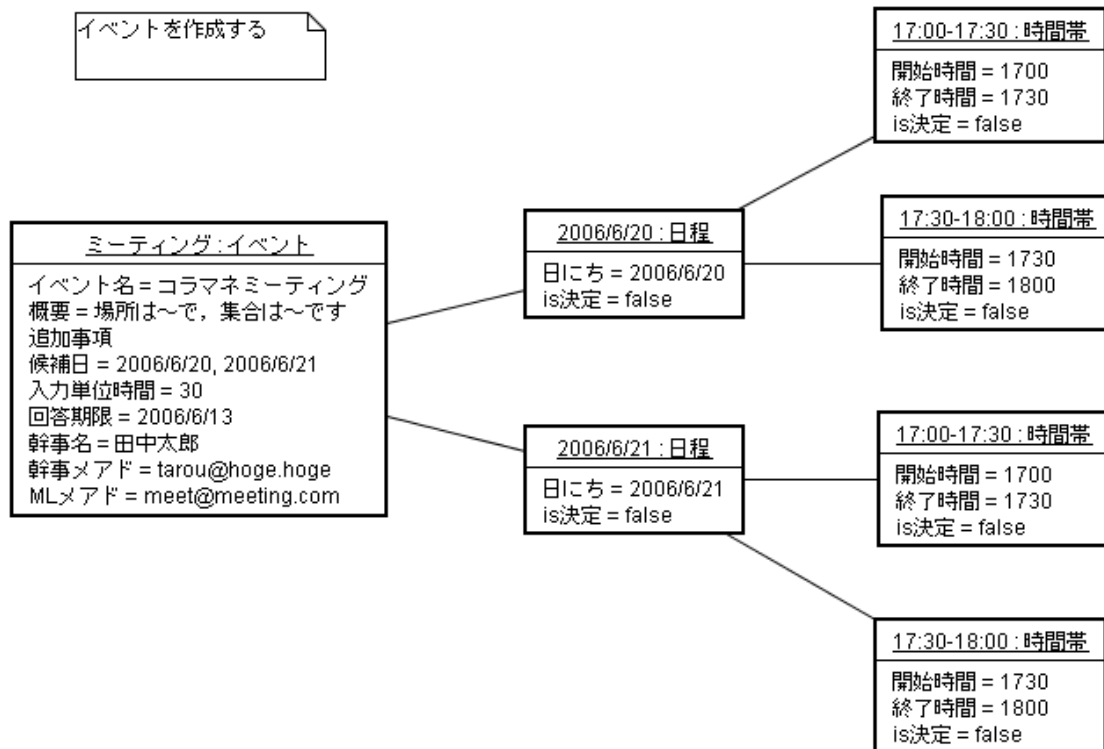 イベントを作成する
ミーティング : イベント
イベント名 = コラマネミーティング
概要 = 場所は～で，集合は～です
追加事項
候補日 = 2006/6/20, 2006/6/21
入力単位時間 = 30
回答期限 = 2006/6/13
幹事名 = 田中太郎
幹事メアド = tarou@hoge.hoge
MLメアド = meet@meeting.com
2006/6/20 : 日程
日にち = 2006/6/20
is決定 = false
2006/6/21 : 日程
日にち = 2006/6/21
is決定 = false
17:00-17:30 : 時間帯
開始時間 = 1700
終了時間 = 1730
is決定 = false
17:30-18:00 : 時間帯
開始時間 = 1730
終了時間 = 1800
is決定 = false
17:00-17:30 : 時間帯
開始時間 = 1700
終了時間 = 1730
is決定 = false
17:30-18:00 : 時間帯
開始時間 = 1730
終了時間 = 1800
is決定 = false